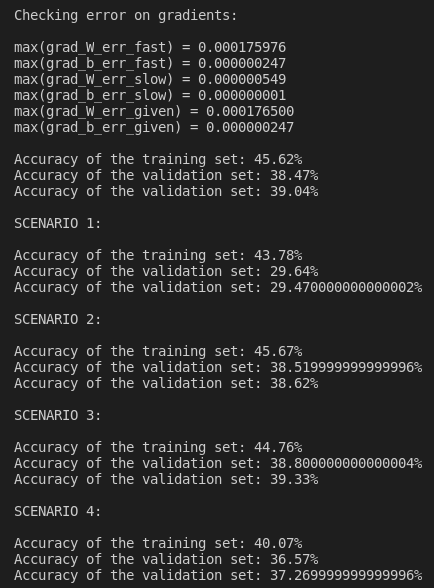 Checking error on gradients:
max(grad_W_err_fast) = 0.000175976
max(grad_b_err_fast) = 0.000000247
max(grad_W_err_slow) = 0.000000549
max(grad_b_err_slow) = 0.000000001
max(grad_W_err_given) = 0.000176500
max(grad_b_err_given) = 0.000000247
Accuracy of the training set: 45.62%
Accuracy of the validation set: 38.47%
Accuracy of the validation set: 39.04%
SCENARIO 1:
Accuracy of the training set: 43.78%
Accuracy of the validation set: 29.64%
Accuracy of the validation set: 29.470000000000002%
SCENARIO 2:
Accuracy of the training set: 45.67%
Accuracy of the validation set: 38.519999999999996%
Accuracy of the validation set: 38.62%
SCENARIO 3:
Accuracy of the training set: 44.76%
Accuracy of the validation set: 38.800000000000004%
Accuracy of the validation set: 39.33%
SCENARIO 4:
Accuracy of the training set: 40.07%
Accuracy of the validation set: 36.57%
Accuracy of the validation set: 37.269999999999996%